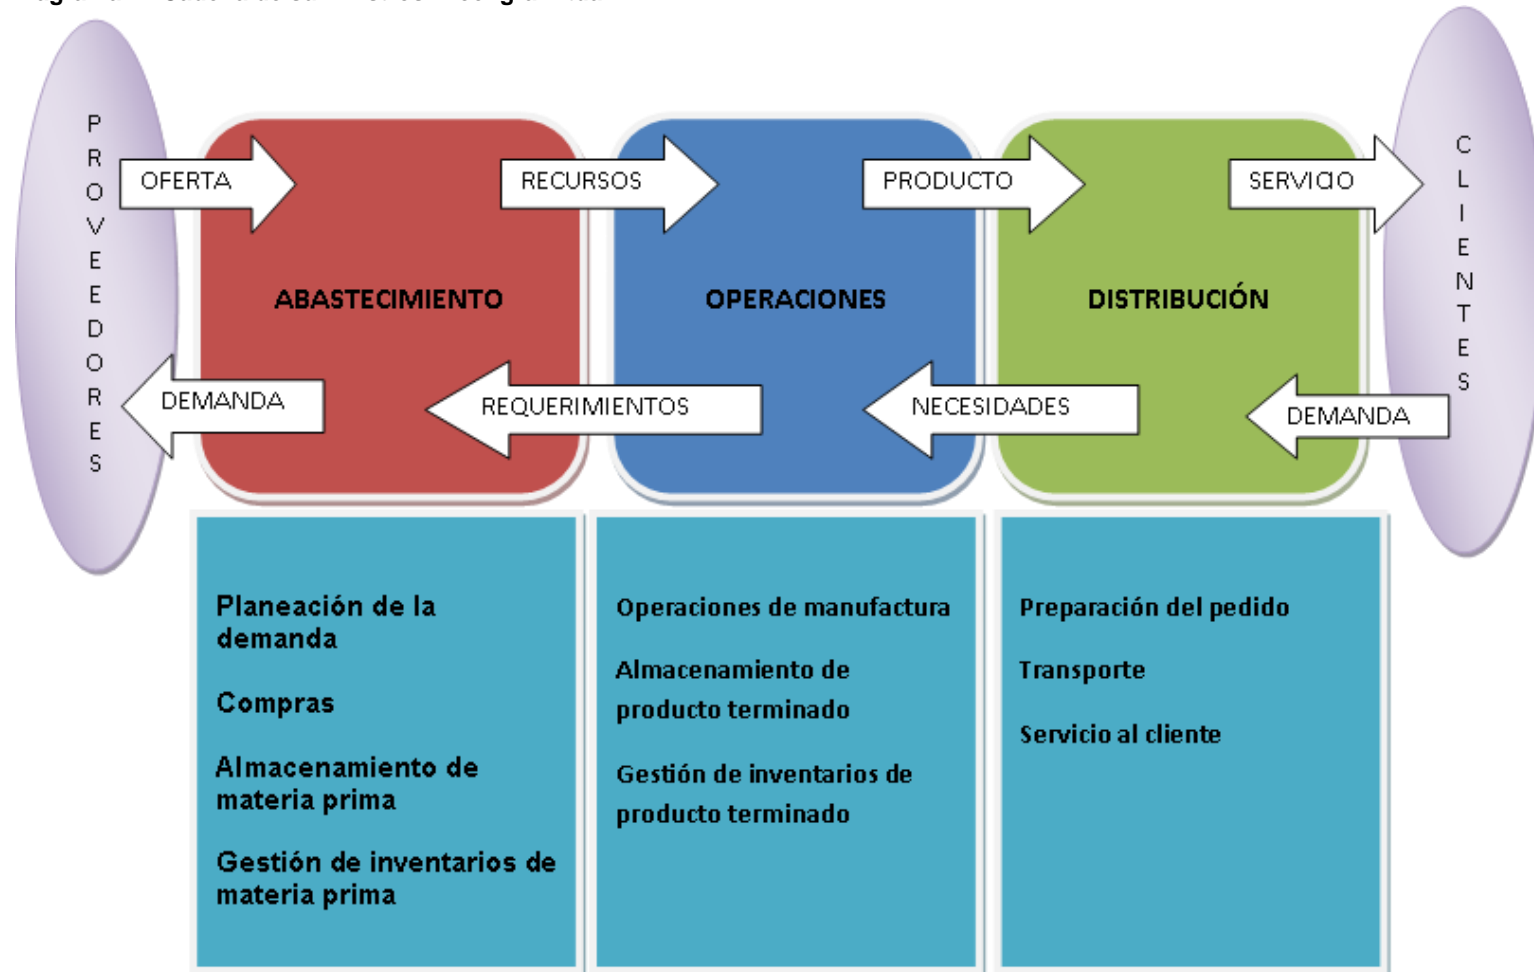 PROVEEDORES
OFERTA
RECURSOS
PRODUCTO
SERVICIO
CLIENTES
ABASTECIMIENTO
OPERACIONES
DISTRIBUCIÓN
DEMANDA
REQUERIMIENTOS
NECESIDADES
DEMANDA
Planeación de la
demanda
Compras
Almacenamiento de
materia prima
Gestión de inventarios de
materia prima
Operaciones de manufactura
Almacenamiento de
producto terminado
Gestión de inventarios de
producto terminado
Preparación del pedido
Transporte
Servicio al cliente